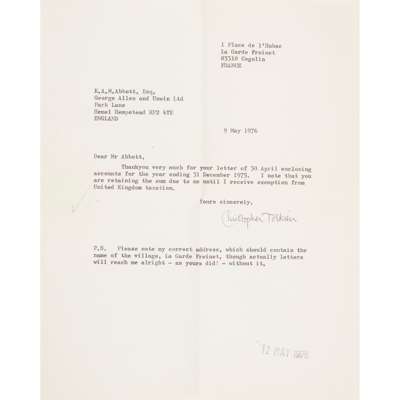 1 Place de l'Ubac
La Garde Freinet
83310 Cogolin
FRANCE
E.A.M.Abbott, Esq.
George Allen and Unwin Ltd
Park Lane
Hemel Hempstead HP2 4TE
ENGLAND
9 May 1976
Dear Mr Abbott,
Thankyou very much for your letter of 30 April enclosing
accounts for the year ending 31 December 1975. I note that you
are retaining the sum due to me until I receive exemption from
United Kingdom taxation.
Yours sincerely,
Christopher Tolkien
P.S. Please note my correct address, which should contain the
name of the village, La Garde Freinet, though actually letters
will reach me alright - as yours did! - without it.
12 MAY 1976